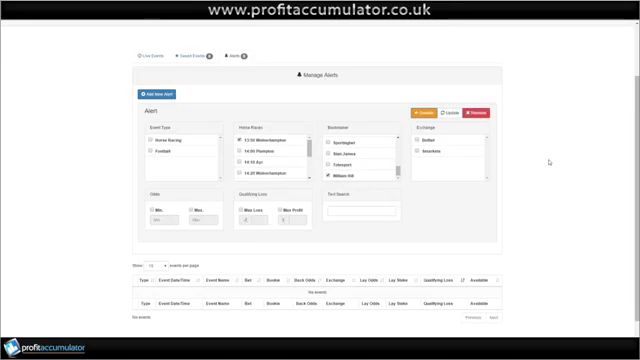 www.profitaccumulator.co.uk
Live Events Saved Events 0 Alerts 0
Manage Alerts
Add New Alert
Alert
Update Remove
Event Type Horse Races Bookmaker Exchange
Horse Racing
Football
13:50 Wolverhampton
14:00 Plumpton
14:10 Ayr
14:20 Wolverhampton
Sportingbet
Stan James
Totesport
William Hill
Betfair
Smarkets
Odds Qualifying Loss Text Search
Min. Max. Max Loss Max Profit
Show 15 events per page
Type Event Date/Time Event Name Bet Bookie Back Odds Exchange Lay Odds Lay Stake Qualifying Loss Available
No events
Type Event Date/Time Event Name Bet Bookie Back Odds Exchange Lay Odds Lay Stake Qualifying Loss Available
No events
Previous Next
profitaccumulator